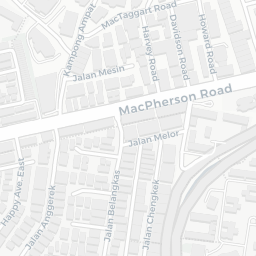 MacTaggart Road
Kampong Ampat
Jalan Mesin
Harvey Road
Davidson Road
Howard Road
MacPherson Road
Jalan Melor
Happy Ave. East
Jalan Anggerek
Jalan Belangkas
Jalan Chengkek